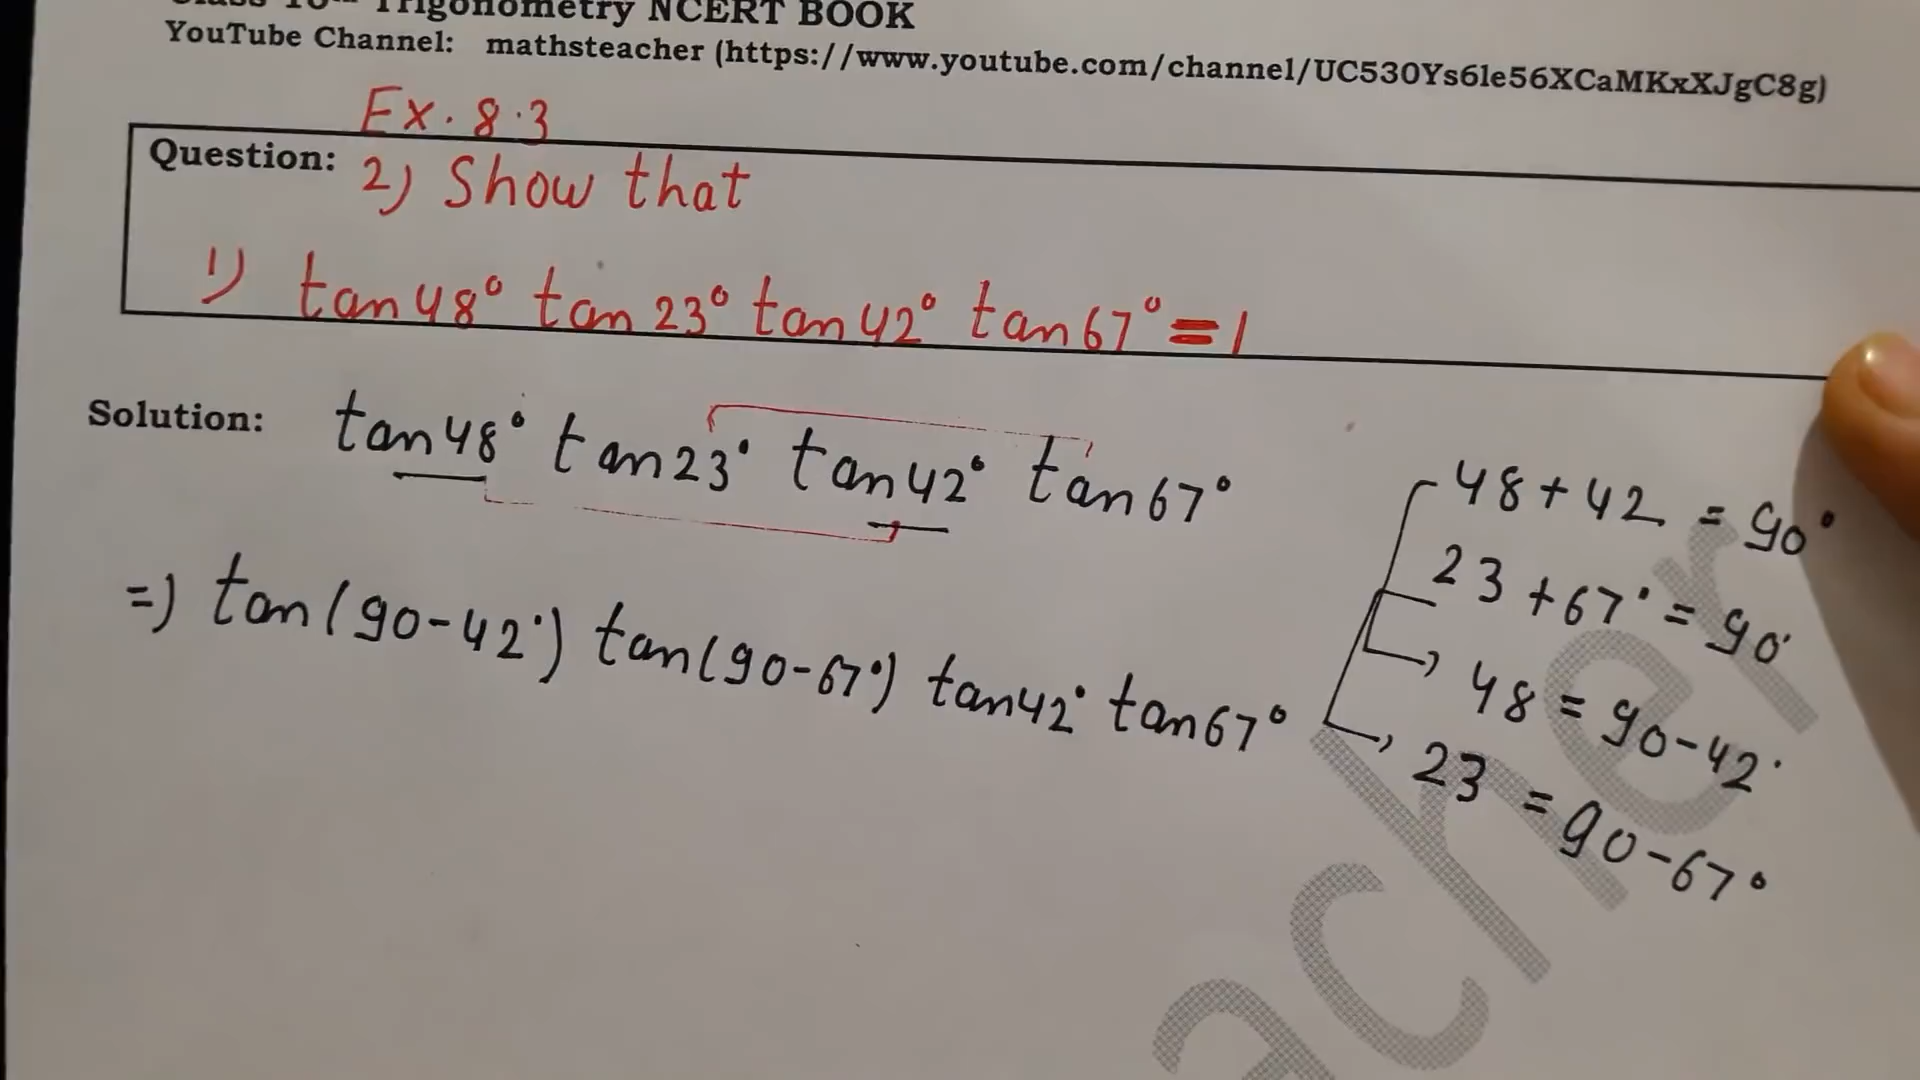 Class 10th Trigonometry NCERT BOOK
YouTube Channel: mathsteacher (https://www.youtube.com/channel/UC530Ys6le56XCaMKxXJgC8g)
Ex. 8.3
Question: 2) Show that
1) tan48° tan23° tan42° tan67° = 1
Solution: tan48° tan23° tan42° tan67°
=) tan(90-42°) tan(90-67°) tan42° tan67°
48+42 = 90°
23+67° = 90°
48 = 90-42°
23 = 90-67°
acher